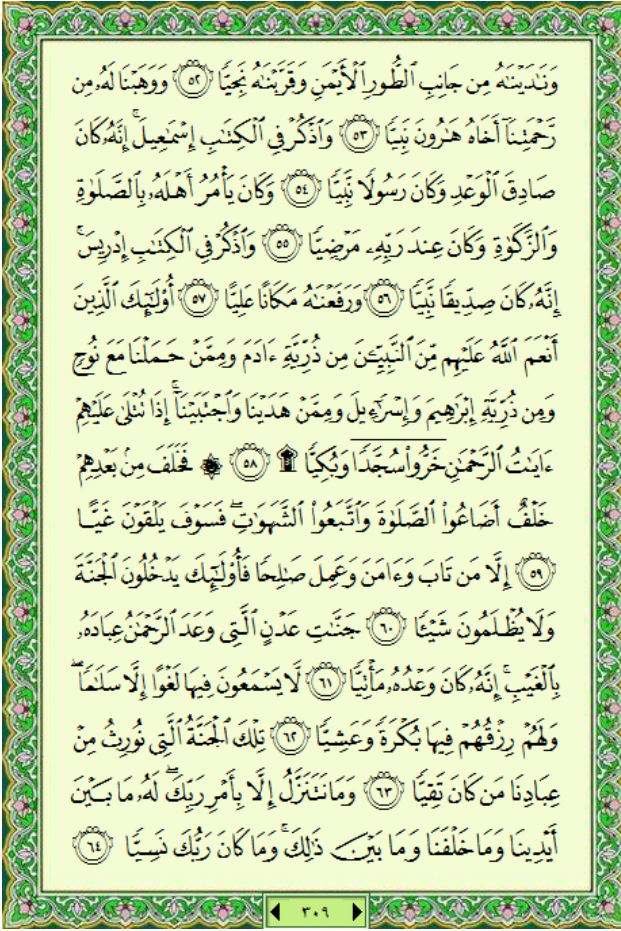 وَنَٰدَيۡنَٰهُ مِن جَانِبِ ٱلطُّورِ ٱلۡأَيۡمَنِ وَقَرَّبۡنَٰهُ نَجِيّٗا ٥٢ وَوَهَبۡنَا لَهُۥ مِن
رَّحۡمَتِنَآ أَخَاهُ هَٰرُونَ نَبِيّٗا ٥٣ وَٱذۡكُرۡ فِي ٱلۡكِتَٰبِ إِسۡمَٰعِيلَۚ إِنَّهُۥ كَانَ
صَادِقَ ٱلۡوَعۡدِ وَكَانَ رَسُولٗا نَّبِيّٗا ٥٤ وَكَانَ يَأۡمُرُ أَهۡلَهُۥ بِٱلصَّلَوٰةِ
وَٱلزَّكَوٰةِ وَكَانَ عِندَ رَبِّهِۦ مَرۡضِيّٗا ٥٥ وَٱذۡكُرۡ فِي ٱلۡكِتَٰبِ إِدۡرِيسَۚ
إِنَّهُۥ كَانَ صِدِّيقٗا نَّبِيّٗا ٥٦ وَرَفَعۡنَٰهُ مَكَانًا عَلِيًّا ٥٧ أُوْلَٰٓئِكَ ٱلَّذِينَ
أَنۡعَمَ ٱللَّهُ عَلَيۡهِم مِّنَ ٱلنَّبِيِّـۧنَ مِن ذُرِّيَّةِ ءَادَمَ وَمِمَّنۡ حَمَلۡنَا مَعَ نُوحٖ
وَمِن ذُرِّيَّةِ إِبۡرَٰهِيمَ وَإِسۡرَٰٓءِيلَ وَمِمَّنۡ هَدَيۡنَا وَٱجۡتَبَيۡنَآۚ إِذَا تُتۡلَىٰ عَلَيۡهِمۡ
ءَايَٰتُ ٱلرَّحۡمَٰنِ خَرُّواْ سُجَّدٗا وَبُكِيّٗا ۩ ٥٨ ۞ فَخَلَفَ مِنۢ بَعۡدِهِمۡ
خَلۡفٌ أَضَاعُواْ ٱلصَّلَوٰةَ وَٱتَّبَعُواْ ٱلشَّهَوَٰتِۖ فَسَوۡفَ يَلۡقَوۡنَ غَيًّا
٥٩ إِلَّا مَن تَابَ وَءَامَنَ وَعَمِلَ صَٰلِحٗا فَأُوْلَٰٓئِكَ يَدۡخُلُونَ ٱلۡجَنَّةَ
وَلَا يُظۡلَمُونَ شَيۡـٔٗا ٦٠ جَنَّٰتِ عَدۡنٍ ٱلَّتِي وَعَدَ ٱلرَّحۡمَٰنُ عِبَادَهُۥ
بِٱلۡغَيۡبِۚ إِنَّهُۥ كَانَ وَعۡدُهُۥ مَأۡتِيّٗا ٦١ لَّا يَسۡمَعُونَ فِيهَا لَغۡوًا إِلَّا سَلَٰمٗاۖ
وَلَهُمۡ رِزۡقُهُمۡ فِيهَا بُكۡرَةٗ وَعَشِيّٗا ٦٢ تِلۡكَ ٱلۡجَنَّةُ ٱلَّتِي نُورِثُ مِنۡ
عِبَادِنَا مَن كَانَ تَقِيّٗا ٦٣ وَمَا نَتَنَزَّلُ إِلَّا بِأَمۡرِ رَبِّكَۖ لَهُۥ مَا بَيۡنَ
أَيۡدِينَا وَمَا خَلۡفَنَا وَمَا بَيۡنَ ذَٰلِكَۚ وَمَا كَانَ رَبُّكَ نَسِيّٗا ٦٤
٣٠٩